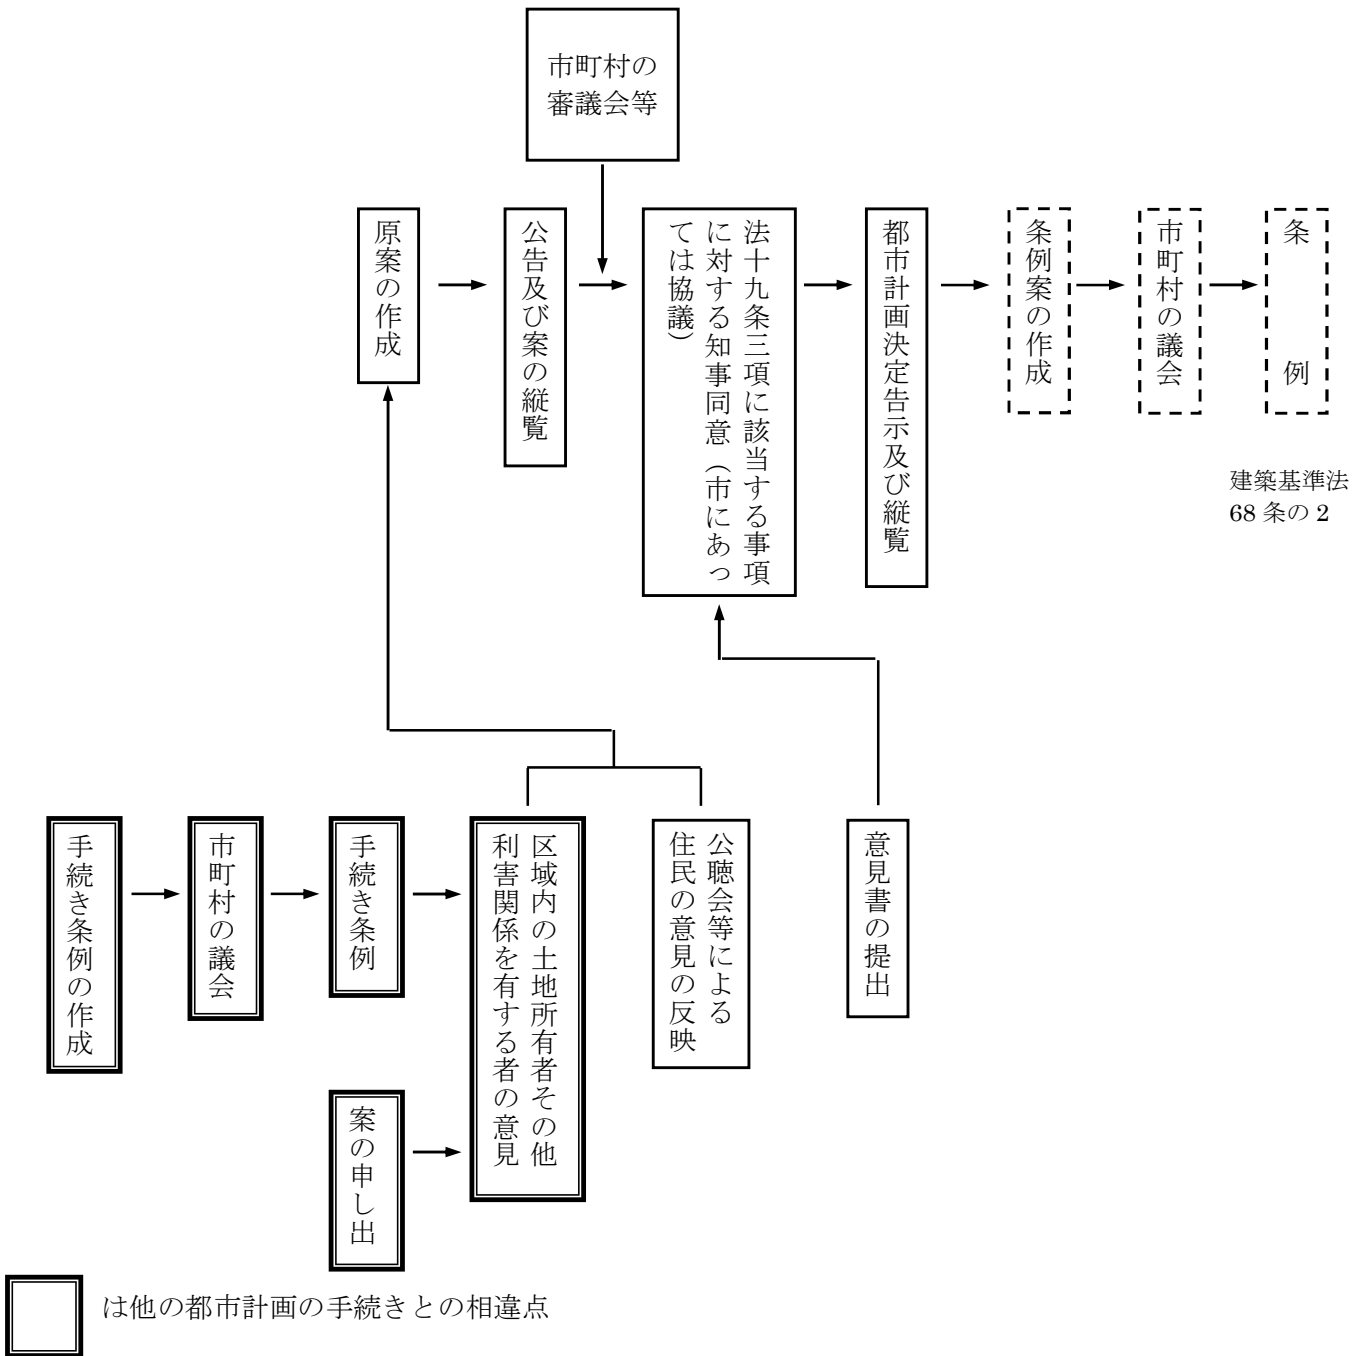 市町村の
審議会等
原案の作成
公告及び案の縦覧
法十九条三項に該当する事項
に対する知事同意（市にあっ
ては協議）
都市計画決定告示及び縦覧
条例案の作成
市町村の議会
条例
建築基準法
68 条の 2
手続き条例の作成
市町村の議会
手続き条例
区域内の土地所有者その他
利害関係を有する者の意見
公聴会等による
住民の意見の反映
意見書の提出
案の申し出
は他の都市計画の手続きとの相違点